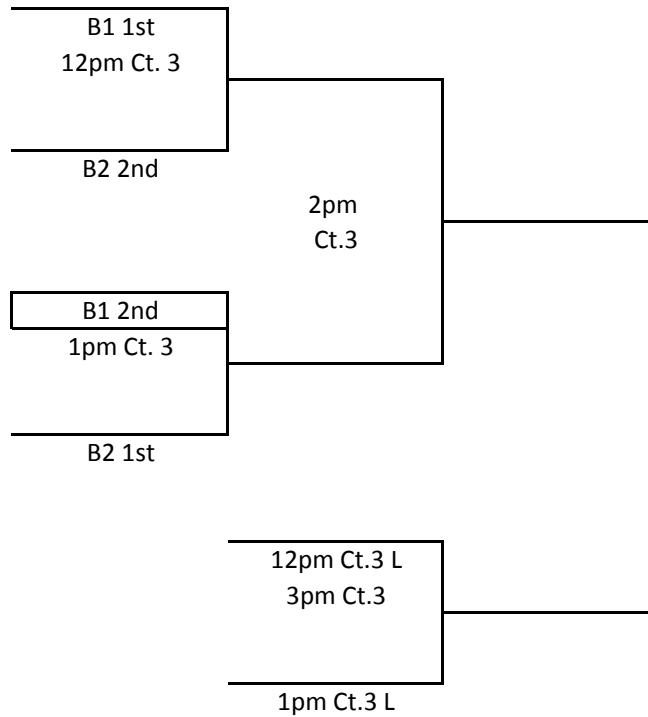 B1 1st
12pm Ct. 3
B2 2nd
2pm
Ct.3
B1 2nd
1pm Ct. 3
B2 1st
12pm Ct.3 L
3pm Ct.3
1pm Ct.3 L